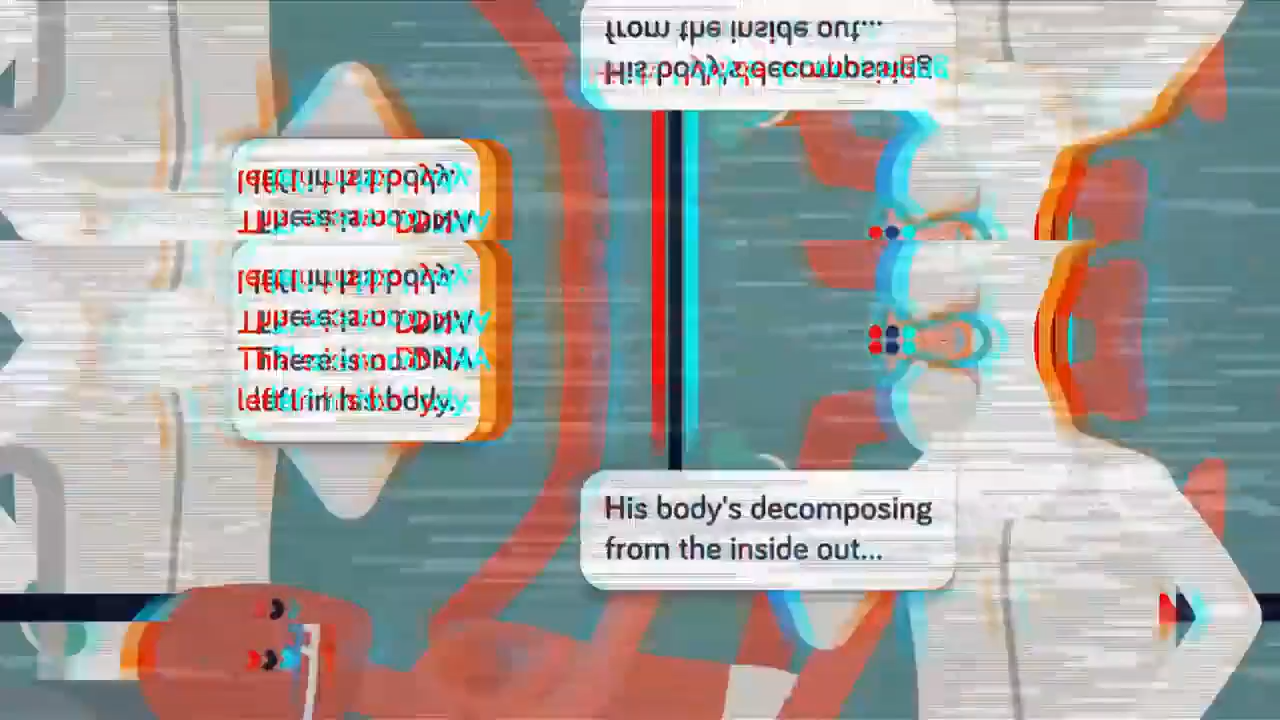 There is no DNA
left in his body.
His body's decomposing
from the inside out...